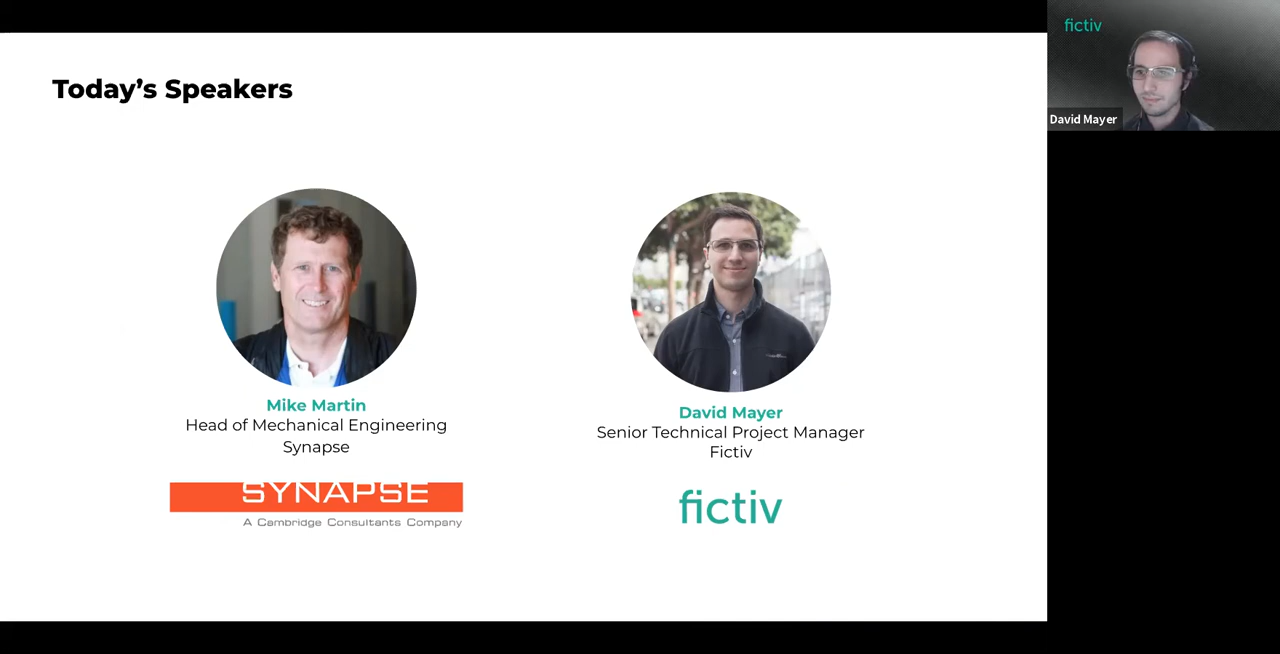 Today's Speakers
Mike Martin
Head of Mechanical Engineering
Synapse
SYNAPSE
A Cambridge Consultants Company
David Mayer
Senior Technical Project Manager
Fictiv
fictiv
fictiv
David Mayer